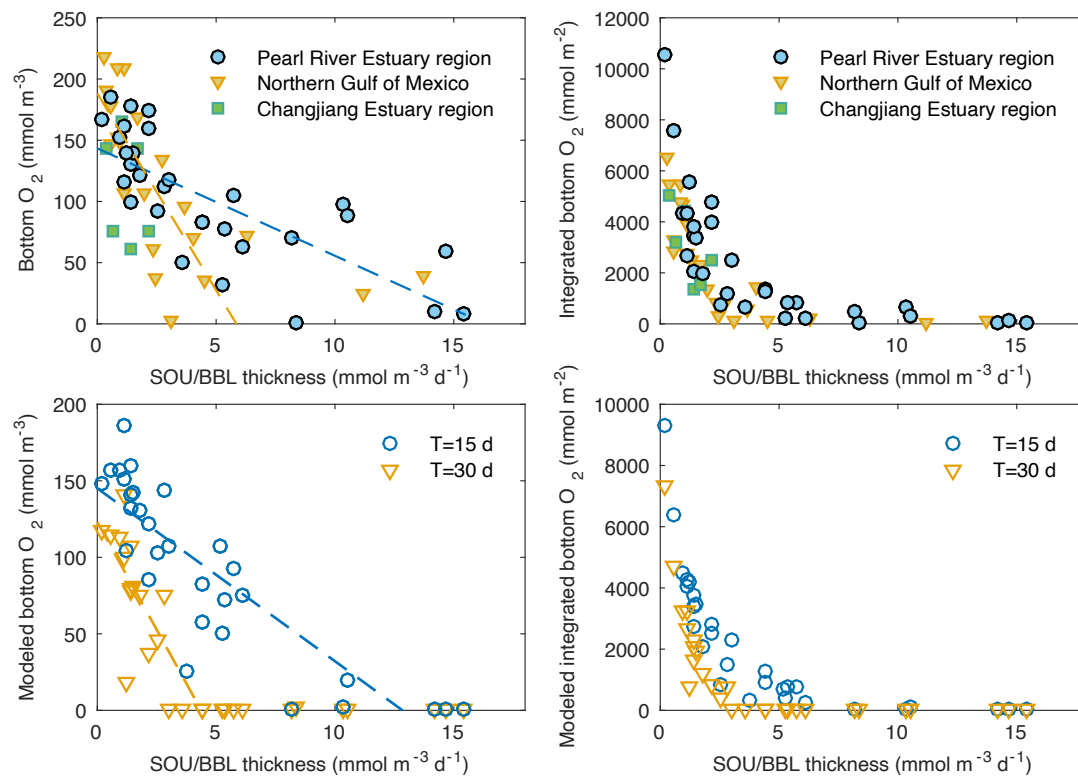 250
200
150
100
50
0
Bottom O 2 (mmol m-3)
Pearl River Estuary region
Northern Gulf of Mexico
Changjiang Estuary region
0 5 10 15
SOU/BBL thickness (mmol m-3 d-1)
12000
10000
8000
6000
4000
2000
0
Integrated bottom O 2 (mmol m-2)
Pearl River Estuary region
Northern Gulf of Mexico
Changjiang Estuary region
0 5 10 15
SOU/BBL thickness (mmol m-3 d-1)
200
150
100
50
0
Modeled bottom O 2 (mmol m-3)
T=15 d
T=30 d
0 5 10 15
SOU/BBL thickness (mmol m-3 d-1)
10000
8000
6000
4000
2000
0
Modeled integrated bottom O 2 (mmol m-2)
T=15 d
T=30 d
0 5 10 15
SOU/BBL thickness (mmol m-3 d-1)